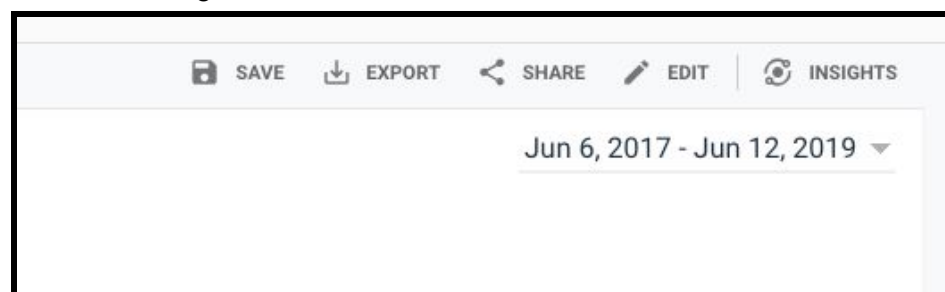 SAVE EXPORT SHARE EDIT INSIGHTS
Jun 6, 2017 - Jun 12, 2019